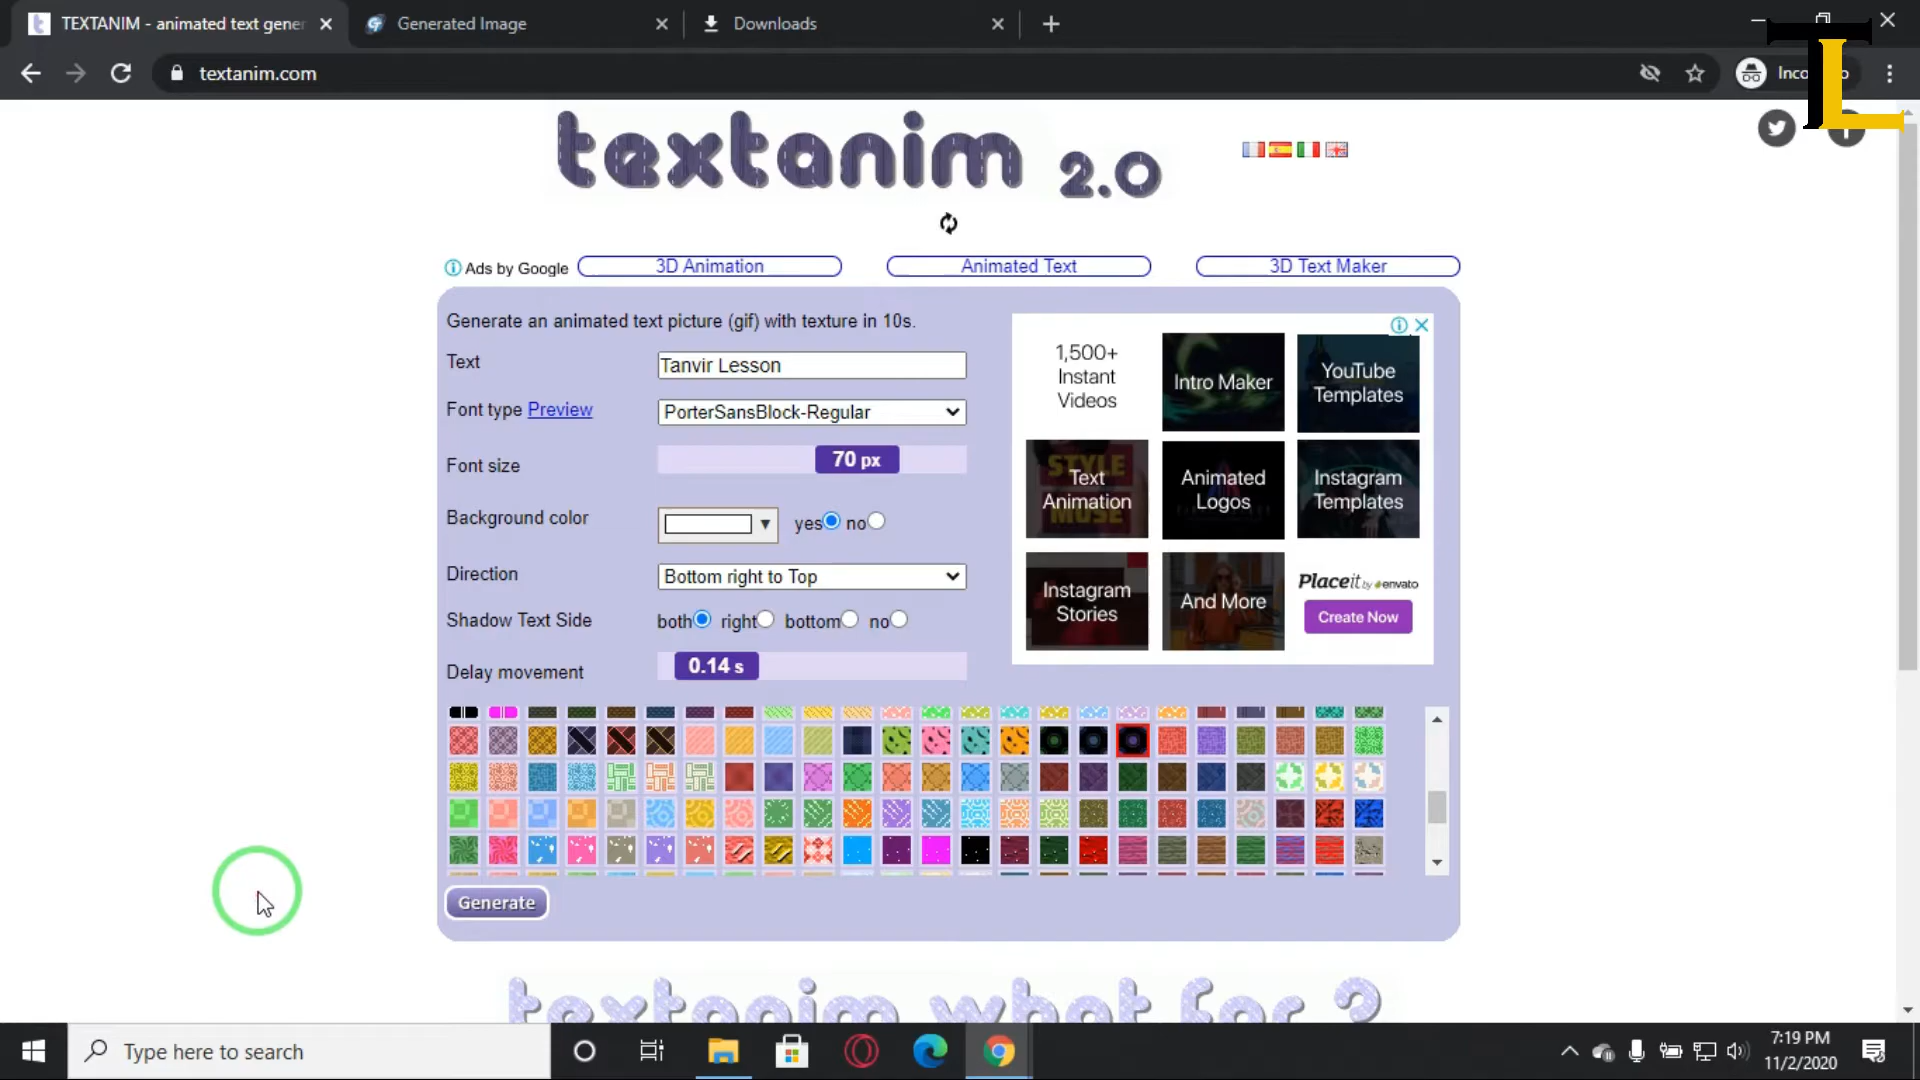 TEXTANIM - animated text gener
Generated Image
Downloads
textanim.com
TL
textanim 2.0
Ads by Google
3D Animation
Animated Text
3D Text Maker
Generate an animated text picture (gif) with texture in 10s.
Text
Tanvir Lesson
Font type Preview
PorterSansBlock-Regular
Font size
70 px
Background color
yes no
Direction
Bottom right to Top
Shadow Text Side
both right bottom no
Delay movement
0.14 s
1,500+
Instant
Videos
Intro Maker
YouTube
Templates
Text
Animation
Animated
Logos
Instagram
Templates
Instagram
Stories
And More
Placeit by envato
Create Now
Generate
textanim what for ?
Type here to search
7:19 PM
11/2/2020